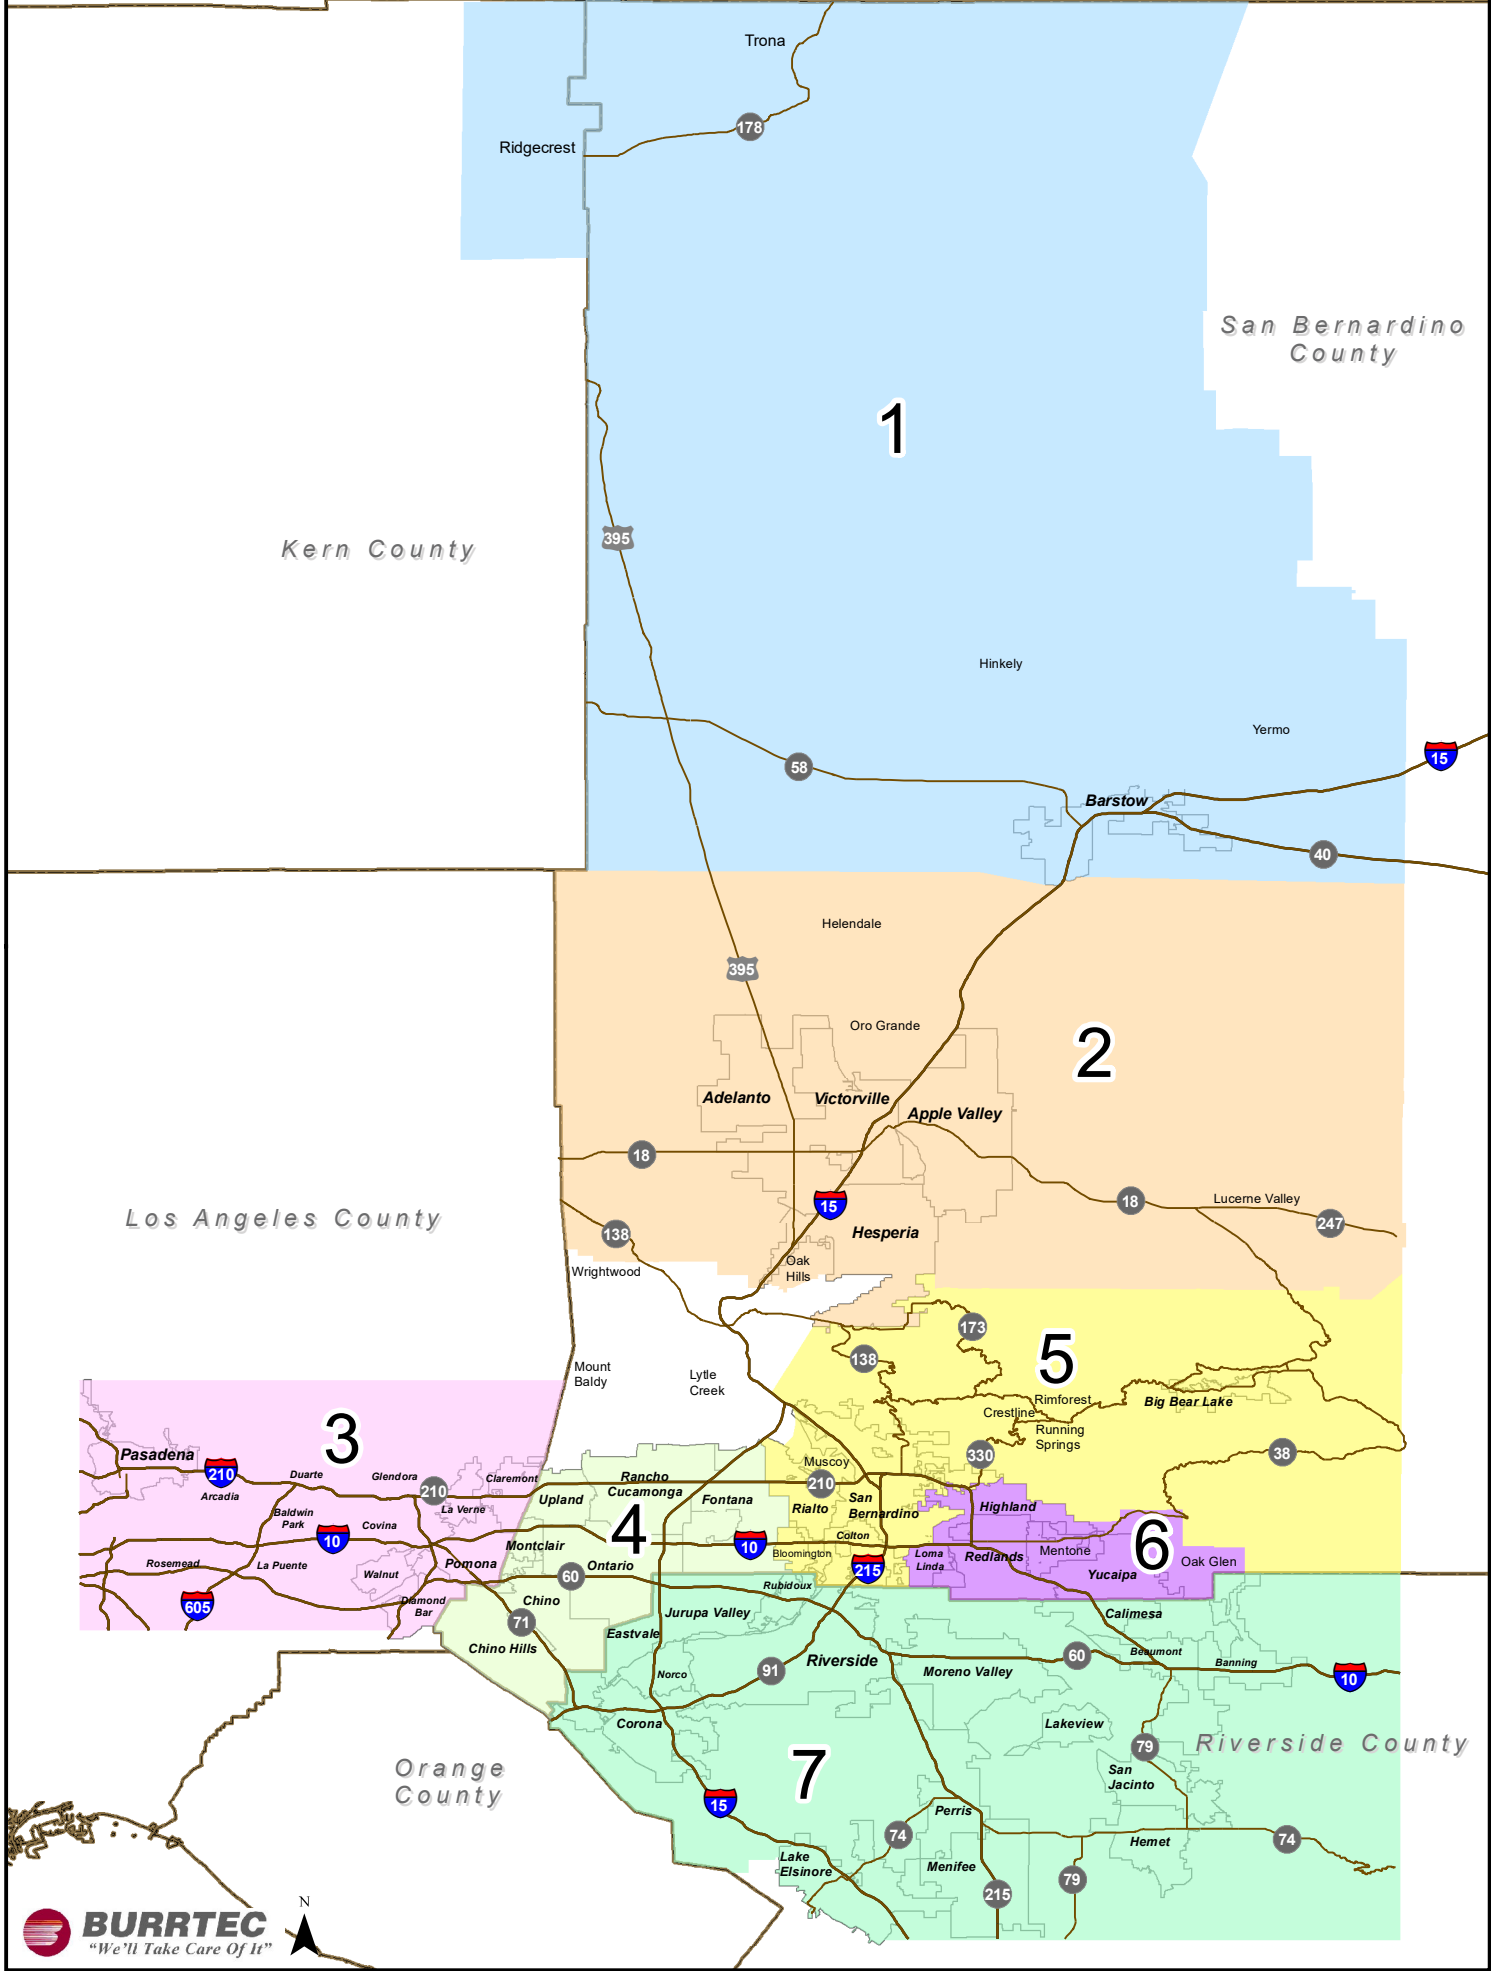 Trona
178
Ridgecrest
San Bernardino
County
1
395
Kern County
Hinkely
Yermo
15
58
Barstow
40
Helendale
395
Oro Grande
2
Adelanto
Victorville
Apple Valley
18
18
Lucerne Valley
15
Los Angeles County
138
Hesperia
247
Oak
Hills
Wrightwood
173
138
5
Mount
Baldy
Lytle
Creek
Rimforest
Big Bear Lake
Crestline
Running
Springs
3
Pasadena
330
38
210
Duarte
Glendora
Claremont
Rancho
Cucamonga
Muscoy
210
Arcadia
210
La Verne
Upland
Fontana
Rialto
San
Bernardino
Highland
Baldwin
Park
Covina
4
Colton
10
Montclair
10
Bloomington
Loma
Linda
Redlands
Mentone
6
Oak Glen
Rosemead
La Puente
Walnut
Pomona
60
Ontario
215
Yucaipa
605
Diamond
Bar
Chino
Rubidoux
Jurupa Valley
Calimesa
71
Eastvale
Chino Hills
Riverside
60
Beaumont
Banning
Norco
91
Moreno Valley
10
Corona
Lakeview
79
Riverside County
Orange
County
7
San
Jacinto
15
Perris
74
Hemet
74
Lake
Elsinore
Menifee
79
215
N
BURRTEC
“We’ll Take Care Of It”